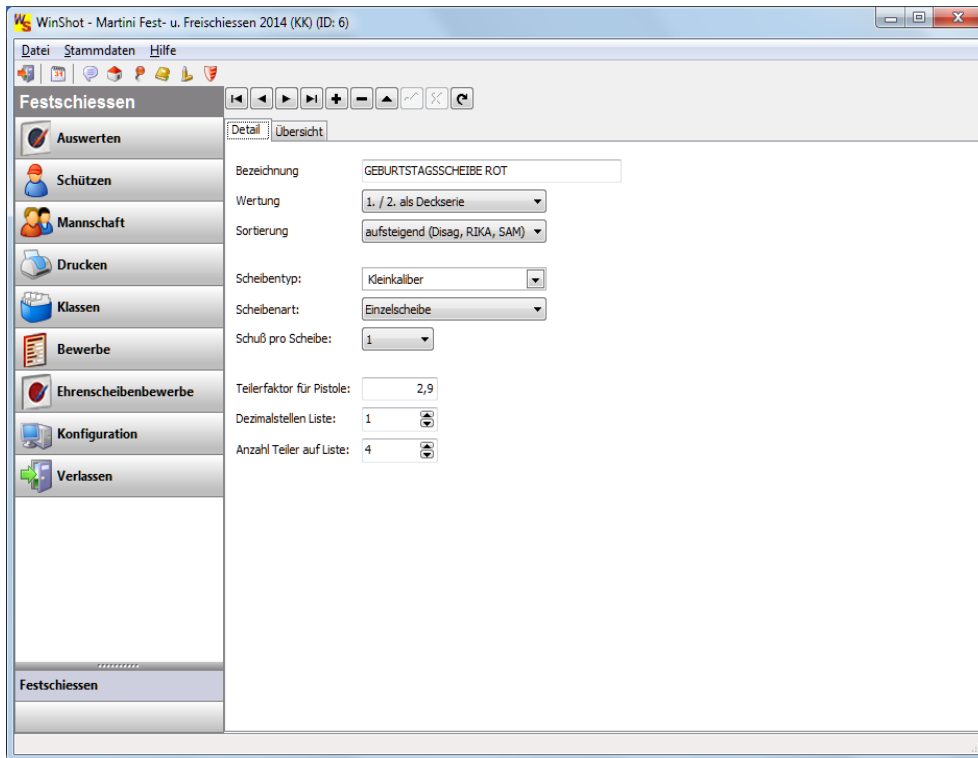 WinShot - Martini Fest- u. Freischiessen 2014 (KK) (ID: 6)
Datei Stammdaten Hilfe
31
Festschiessen
Auswerten
Schützen
Mannschaft
Drucken
Klassen
Bewerbe
Ehrenscheibenbewerbe
Konfiguration
Verlassen
Festschiessen
Detail Übersicht
Bezeichnung GEBURTSTAGSSCHEIBE ROT
Wertung 1. / 2. als Deckserie
Sortierung aufsteigend (Disag, RIKA, SAM)
Scheibentyp: Kleinkaliber
Scheibenart: Einzelscheibe
Schuß pro Scheibe: 1
Teilerfaktor für Pistole: 2,9
Dezimalstellen Liste: 1
Anzahl Teiler auf Liste: 4